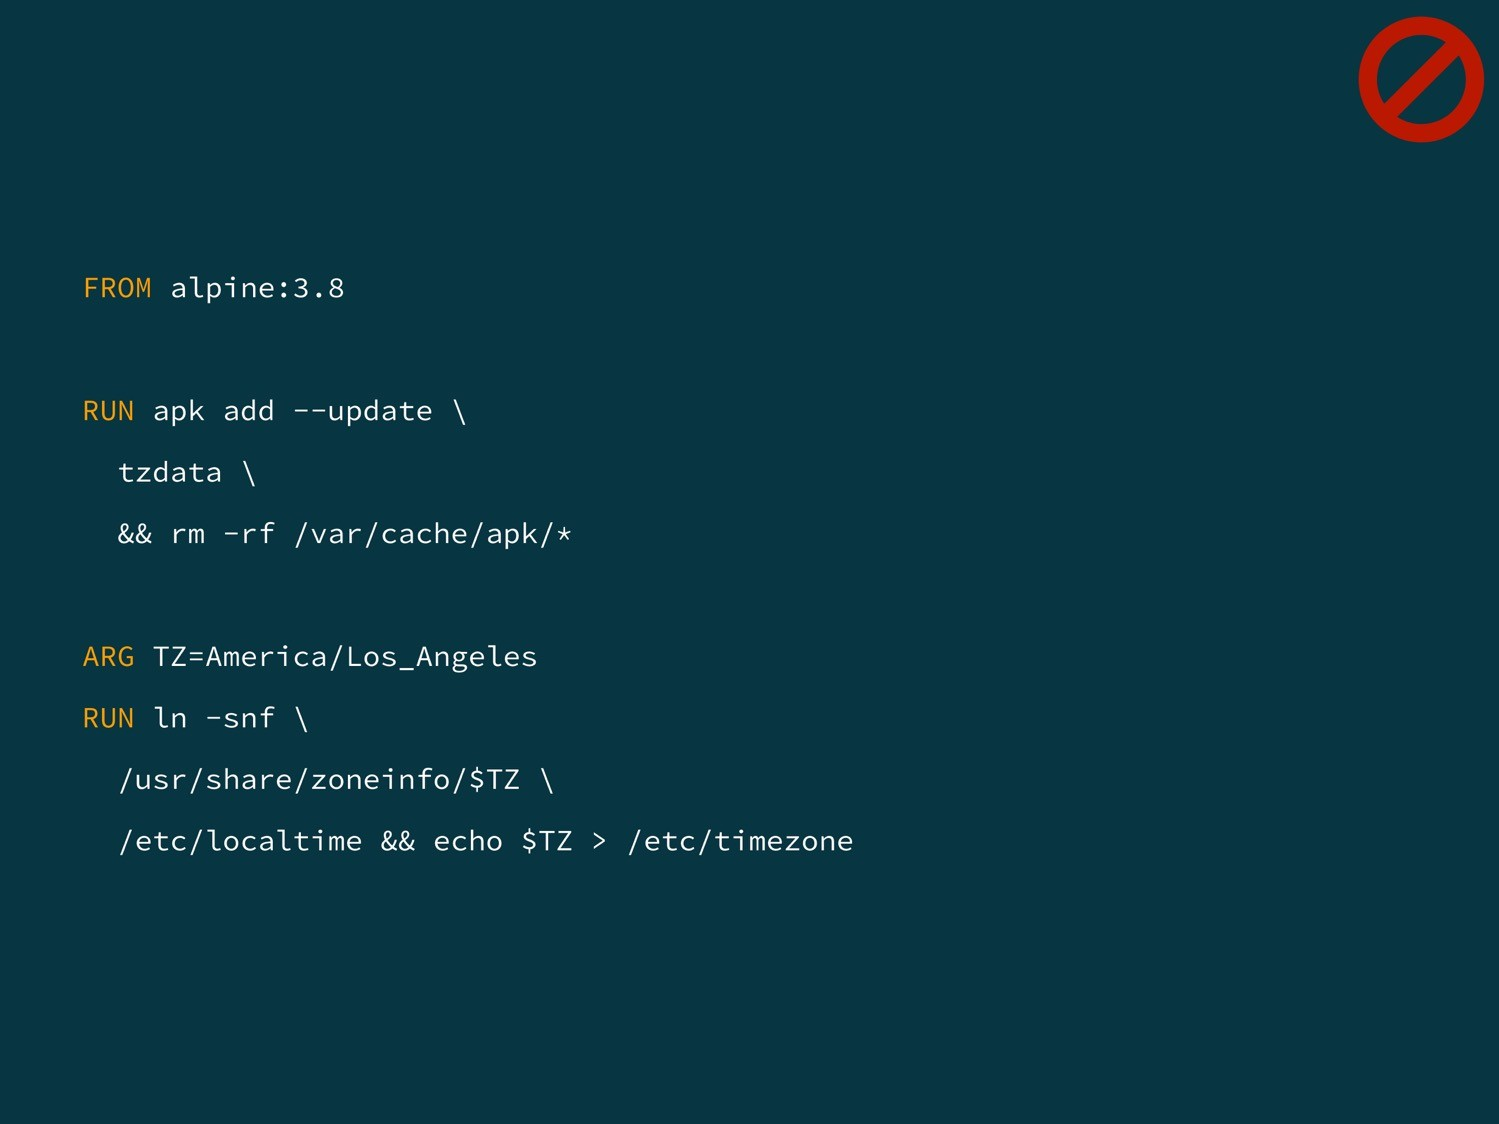 FROM alpine:3.8
RUN apk add --update \
tzdata \
&& rm -rf /var/cache/apk/*
ARG TZ=America/Los_Angeles
RUN ln -snf \
/usr/share/zoneinfo/$TZ \
/etc/localtime && echo $TZ > /etc/timezone